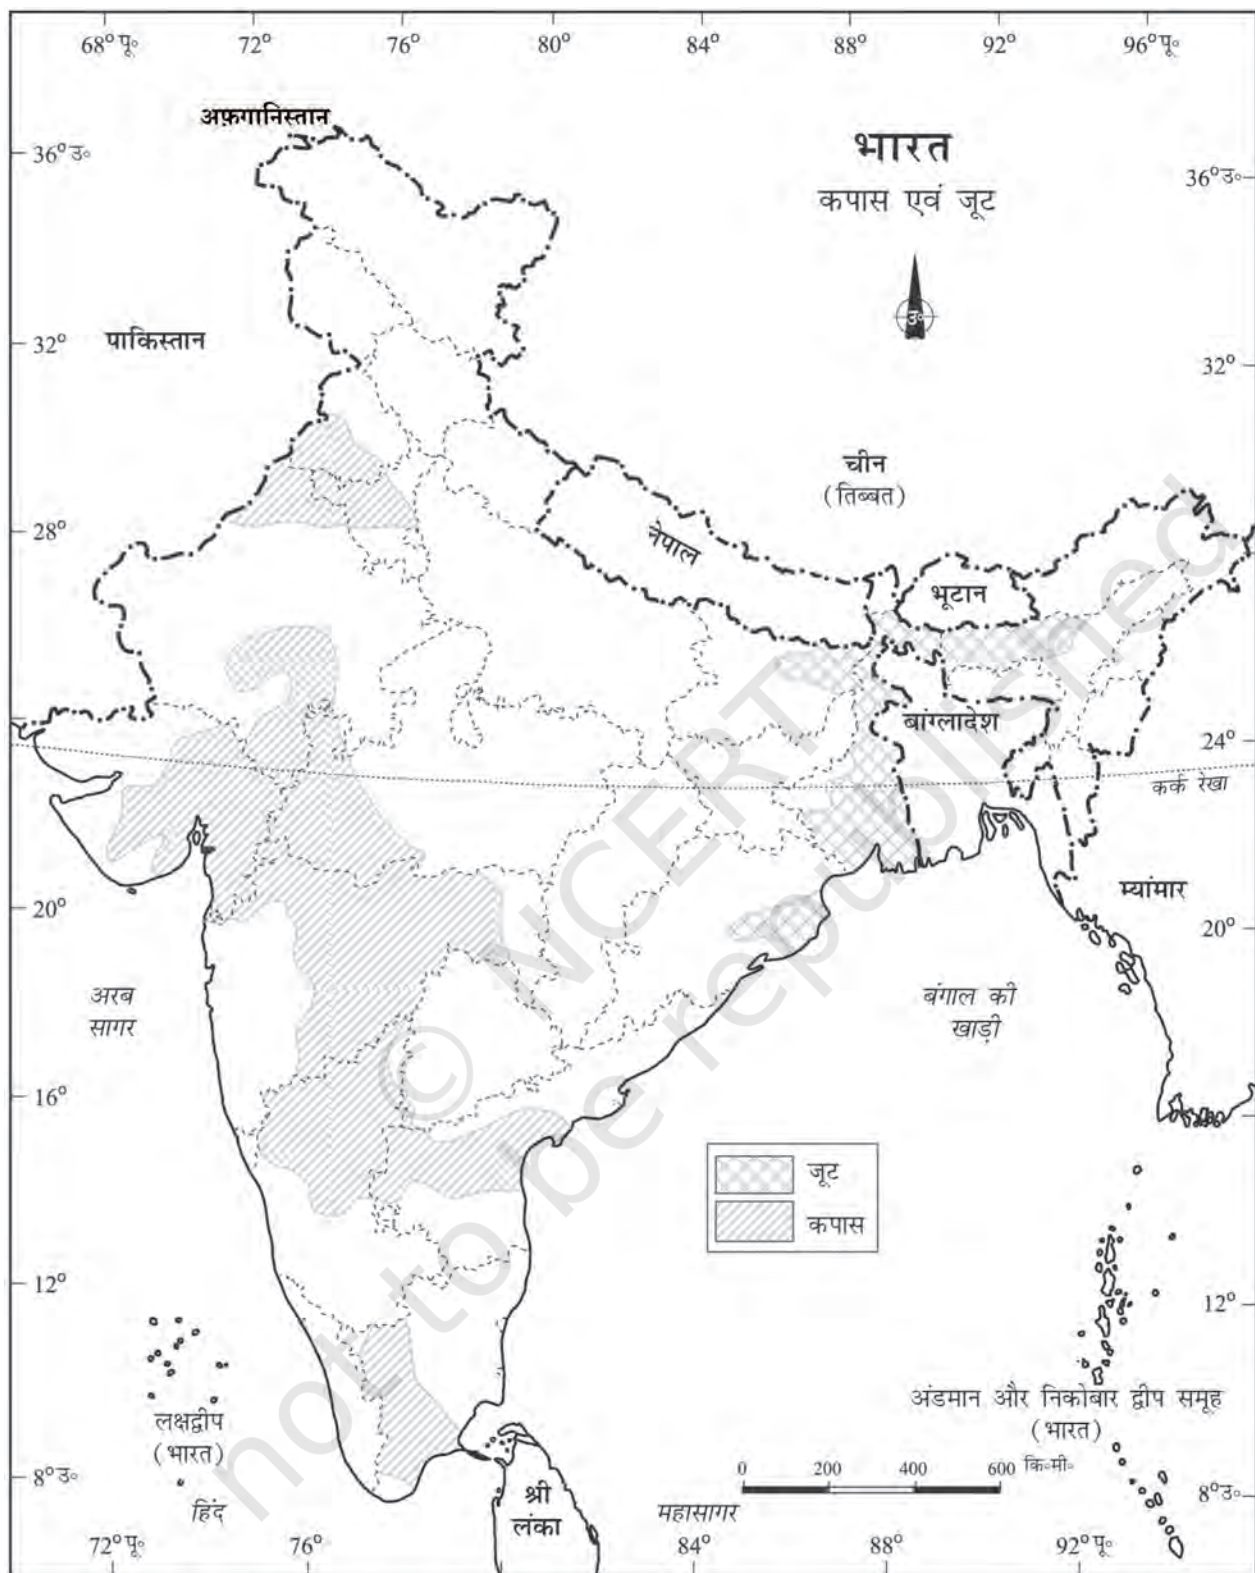 68°पू॰ 72° 76° 80° 84° 88° 92° 96°पू॰
अफ़गानिस्तान
भारत
कपास एवं जूट
36°उ॰ 36°उ॰
उ॰
पाकिस्तान
32° 32°
चीन
(तिब्बत)
28°
नेपाल
भूटान
बांग्लादेश
24°
कर्क रेखा
म्यांमार
20° 20°
अरब
सागर
बंगाल की
खाड़ी
16°
जूट
कपास
12° 12°
लक्षद्वीप
(भारत)
अंडमान और निकोबार द्वीप समूह
(भारत)
0 200 400 600 कि॰मी॰
8°उ॰ 8°उ॰
श्री
लंका
हिंद महासागर
72°पू॰ 76° 84° 88° 92°पू॰
© NCERT
not to be republished